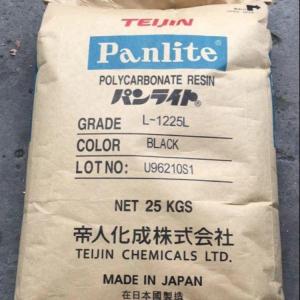 TEIJIN
Panlite
POLYCARBONATE RESIN
パンライト®
GRADE L-1225L
COLOR BLACK
LOT NO: U96210S1
NET 25 KGS
帝人化成株式会社
TEIJIN CHEMICALS LTD.
MADE IN JAPAN
在日本國製造